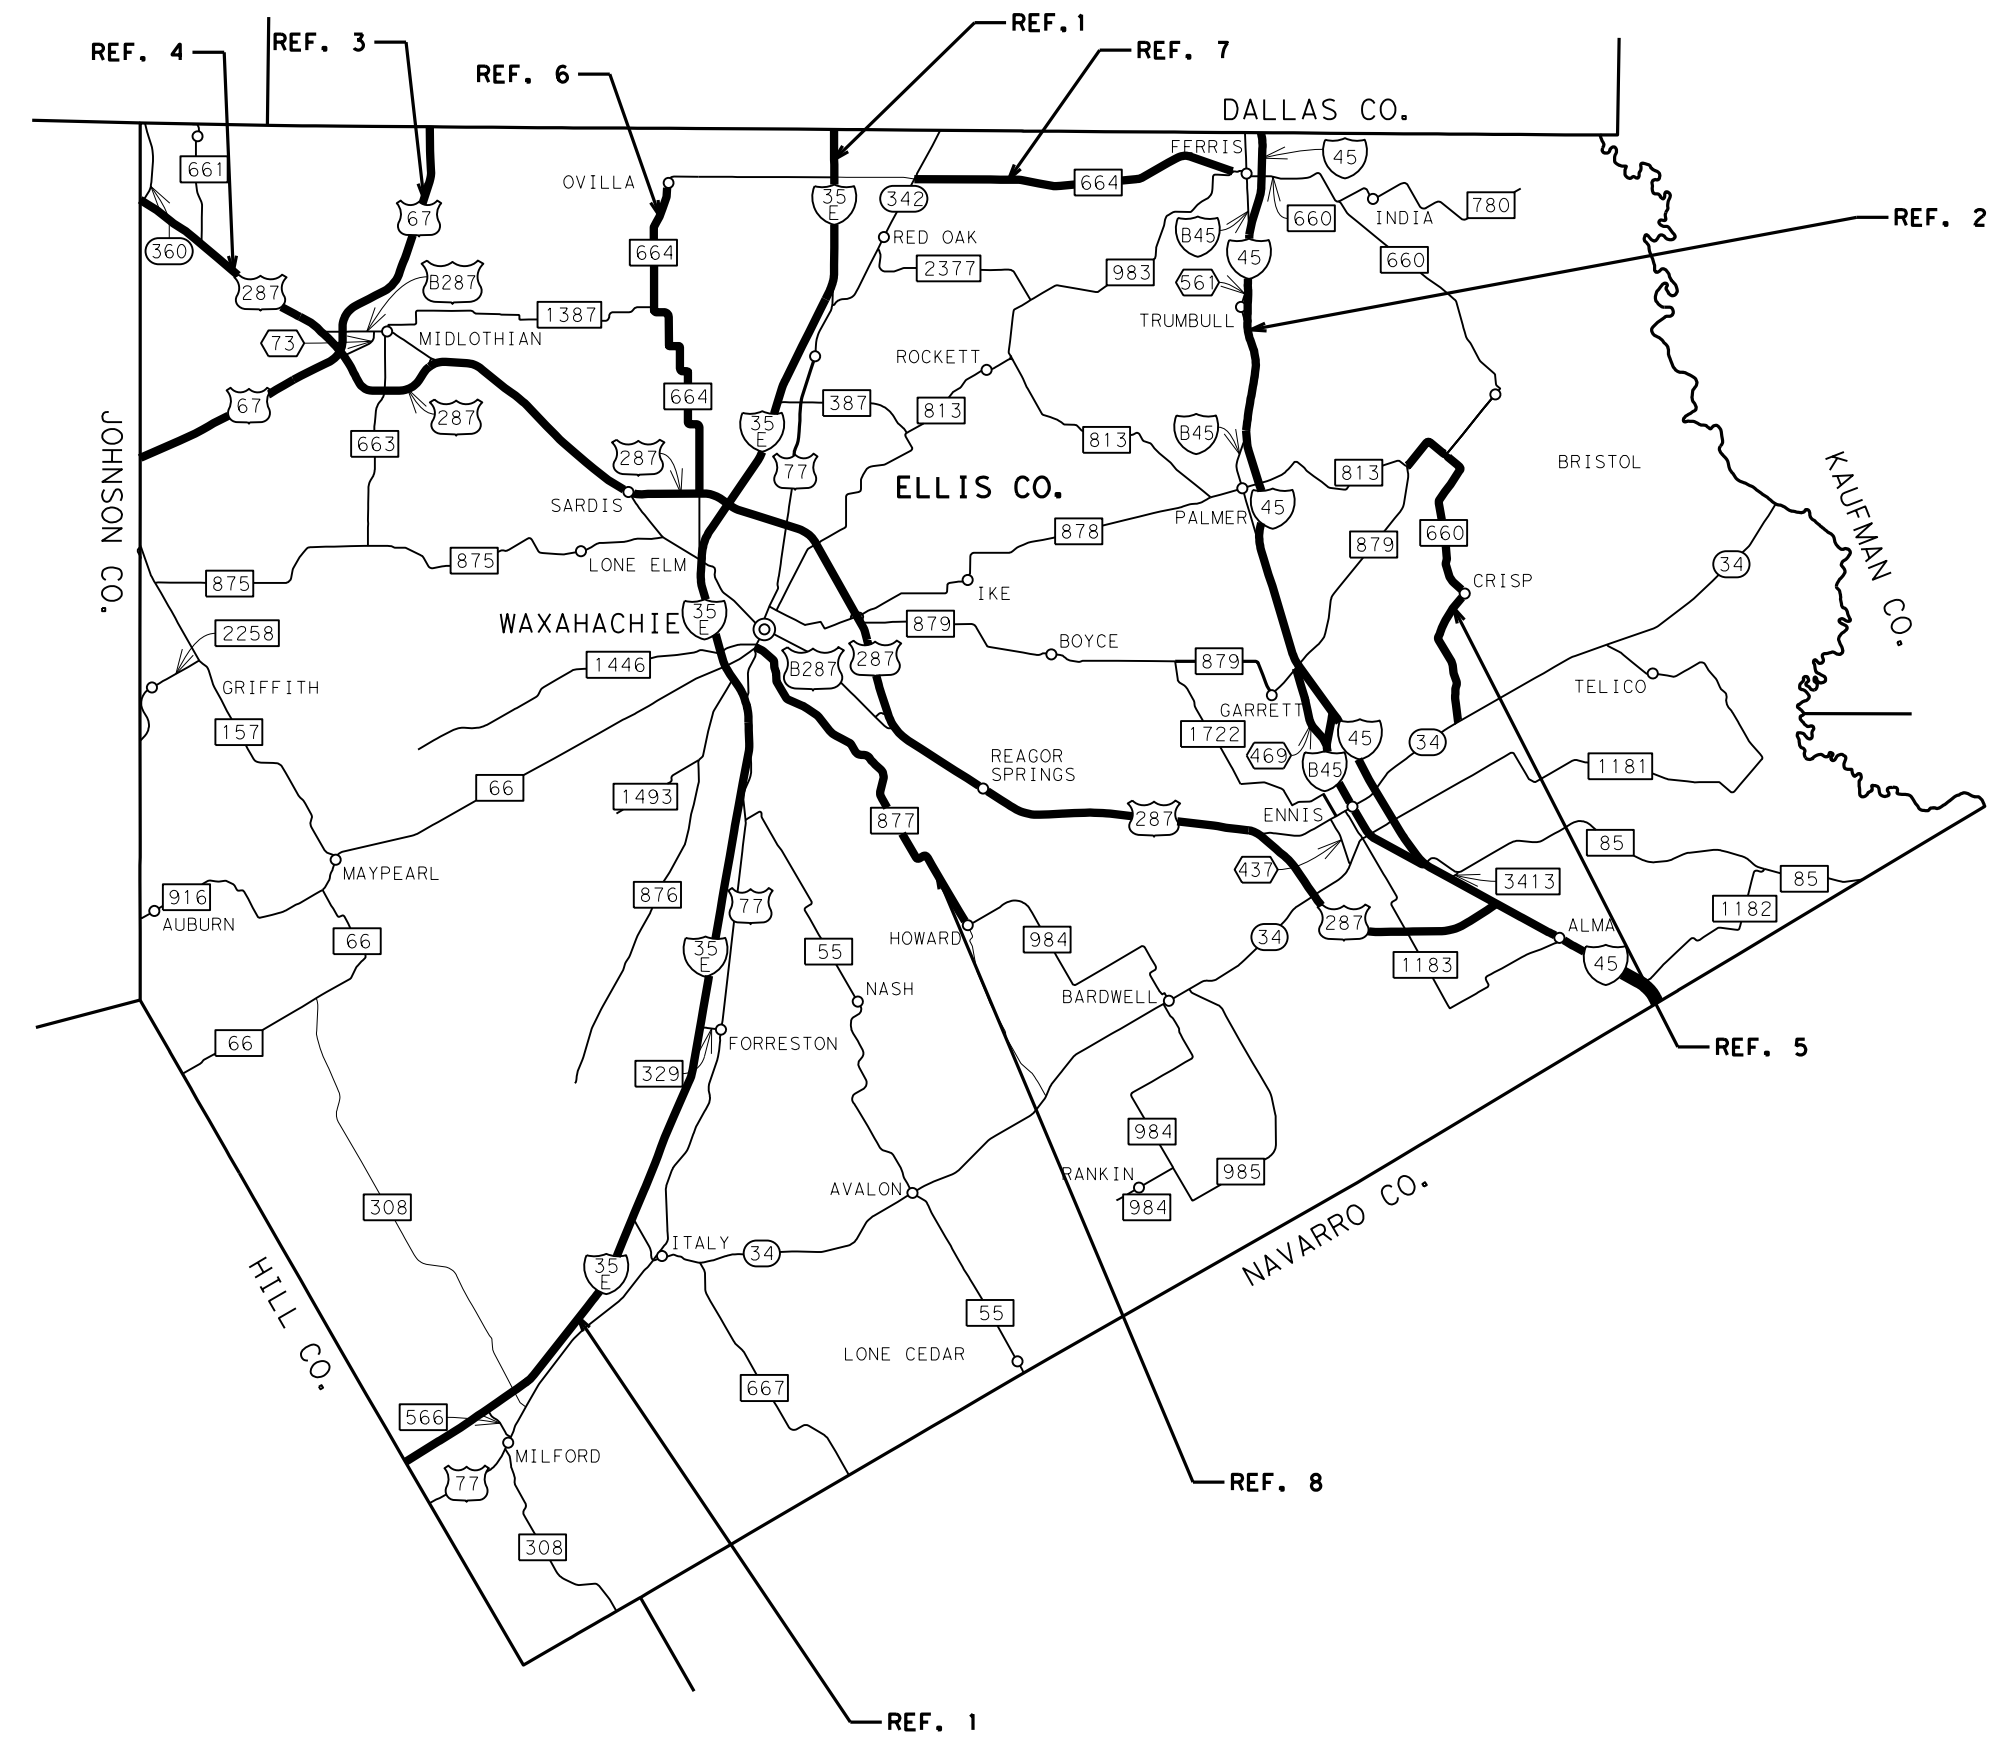 REF. 1
REF. 3
REF. 4
REF. 7
REF. 6
DALLAS CO.
FERRIS
45
661
OVILLA
664
35
E
342
67
INDIA
780
REF. 2
660
B45
RED OAK
360
664
45
660
2377
983
B287
561
287
1387
TRUMBULL
MIDLOTHIAN
73
ROCKETT
664
67
387
813
287
35
E
B45
663
813
JOHNSON CO.
287
77
813
BRISTOL
KAUFMAN CO.
ELLIS CO.
SARDIS
45
PALMER
878
660
879
875
875
LONE ELM
34
IKE
CRISP
WAXAHACHIE
35
E
879
2258
BOYCE
1446
B287
287
879
GRIFFITH
TELICO
GARRETT
157
1722
45
34
469
REAGOR
SPRINGS
B45
1181
66
1493
ENNIS
877
287
85
MAYPEARL
437
3413
85
916
876
77
1182
AUBURN
287
ALMA
66
HOWARD
984
34
55
35
E
1183
45
NASH
BARDWELL
66
FORRESTON
REF. 5
329
984
RANKIN
985
AVALON
308
984
NAVARRO CO.
ITALY
34
HILL CO.
35
E
55
LONE CEDAR
667
566
MILFORD
77
REF. 8
308
REF. 1